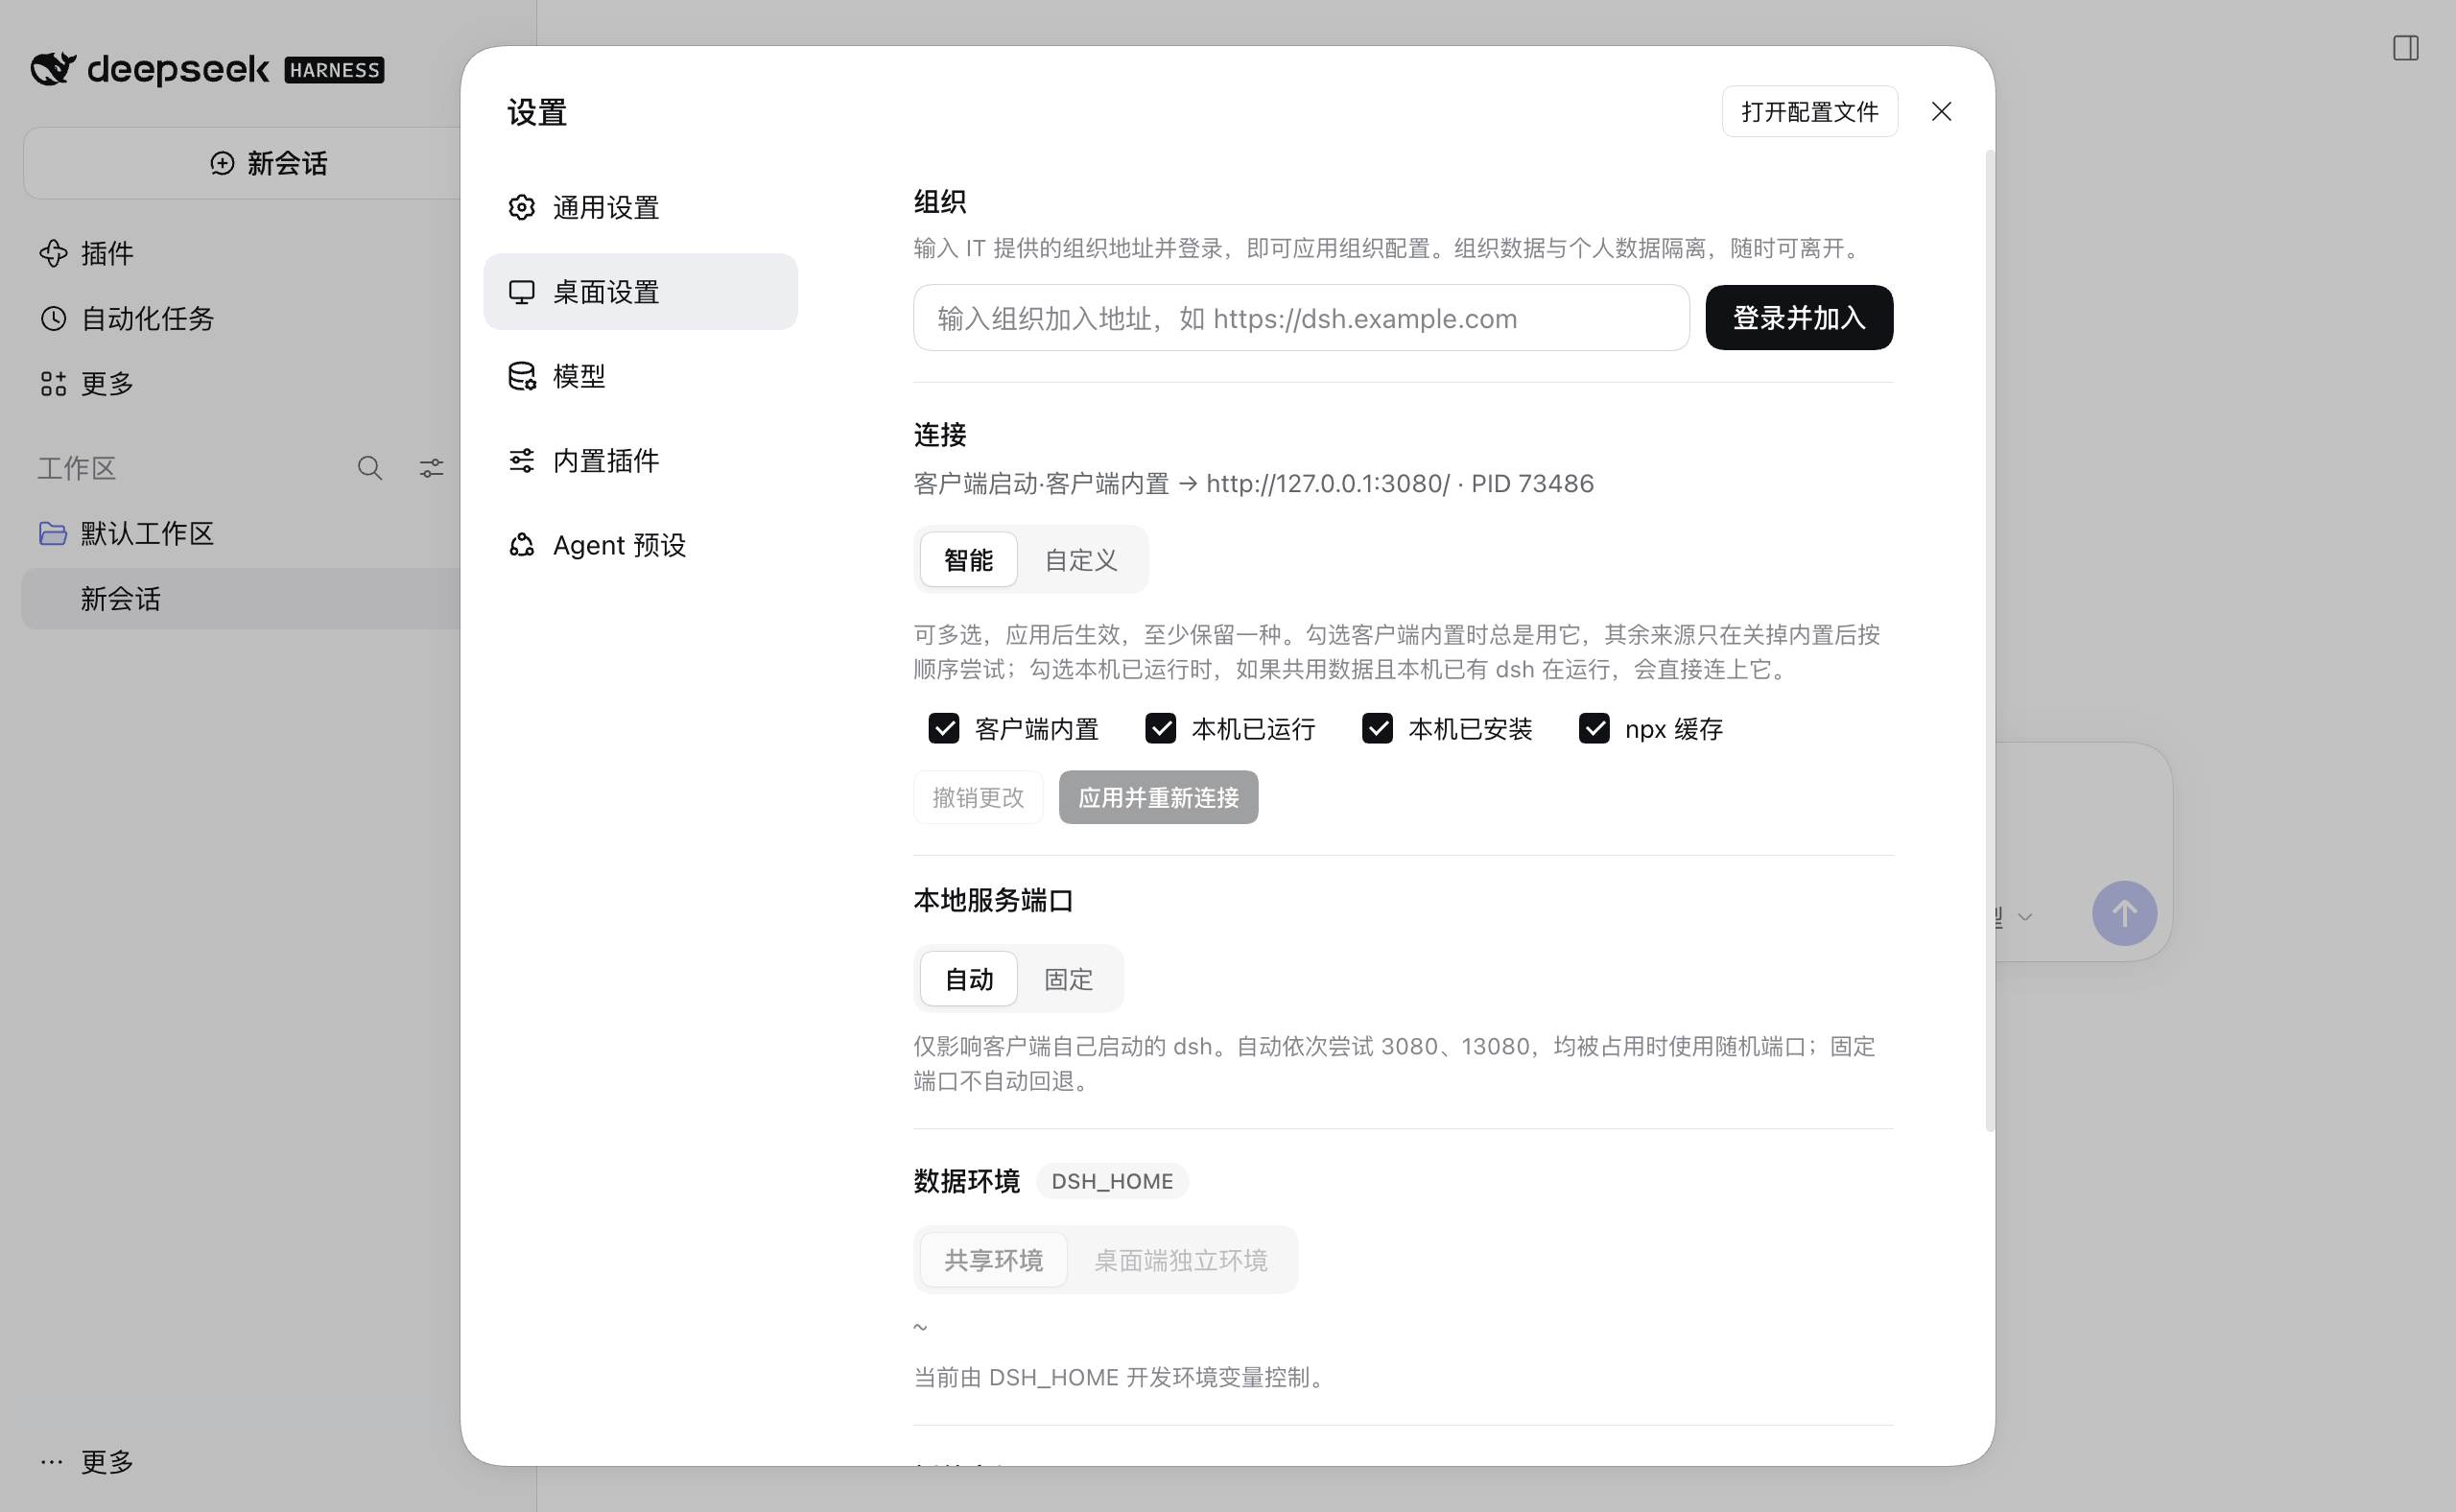 deepseek HARNESS
新会话
插件
自动化任务
更多
工作区
默认工作区
新会话
更多
设置
打开配置文件
通用设置
桌面设置
模型
内置插件
Agent 预设
组织
输入 IT 提供的组织地址并登录，即可应用组织配置。组织数据与个人数据隔离，随时可离开。
输入组织加入地址，如 https://dsh.example.com
登录并加入
连接
客户端启动·客户端内置 → http://127.0.0.1:3080/ · PID 73486
智能 自定义
可多选，应用后生效，至少保留一种。勾选客户端内置时总是用它，其余来源只在关掉内置后按
顺序尝试；勾选本机已运行时，如果共用数据且本机已有 dsh 在运行，会直接连上它。
客户端内置 本机已运行 本机已安装 npx 缓存
撤销更改 应用并重新连接
本地服务端口
自动 固定
仅影响客户端自己启动的 dsh。自动依次尝试 3080、13080，均被占用时使用随机端口；固定
端口不自动回退。
数据环境 DSH_HOME
共享环境 桌面端独立环境
~
当前由 DSH_HOME 开发环境变量控制。